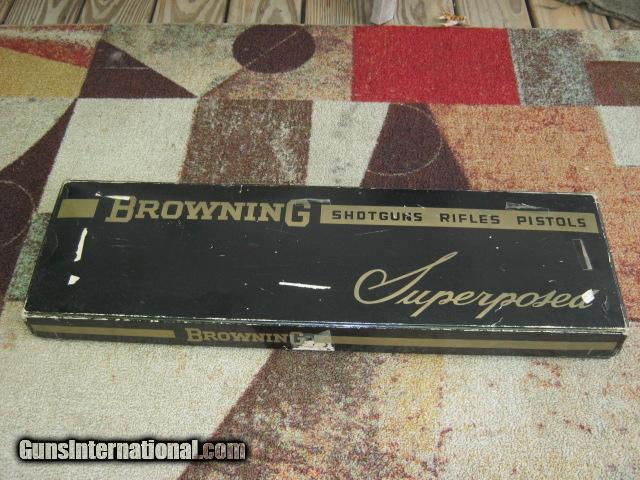 BROWNING
SHOTGUNS RIFLES PISTOLS
Superposed
BROWNING
GunsInternational.com